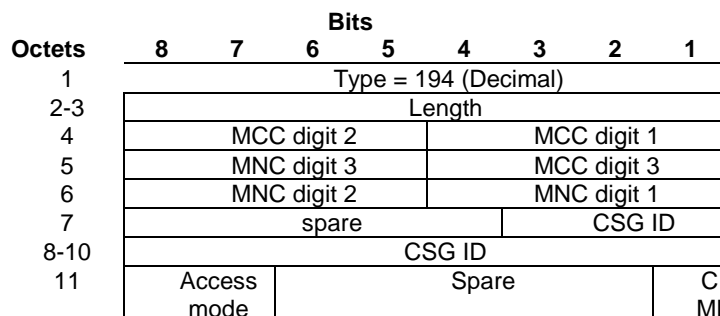 Bits
Octets 8 7 6 5 4 3 2 1
1 Type = 194 (Decimal)
2-3 Length
4 MCC digit 2 MCC digit 1
5 MNC digit 3 MCC digit 3
6 MNC digit 2 MNC digit 1
7 spare CSG ID
8-10 CSG ID
11 Access Spare C
mode